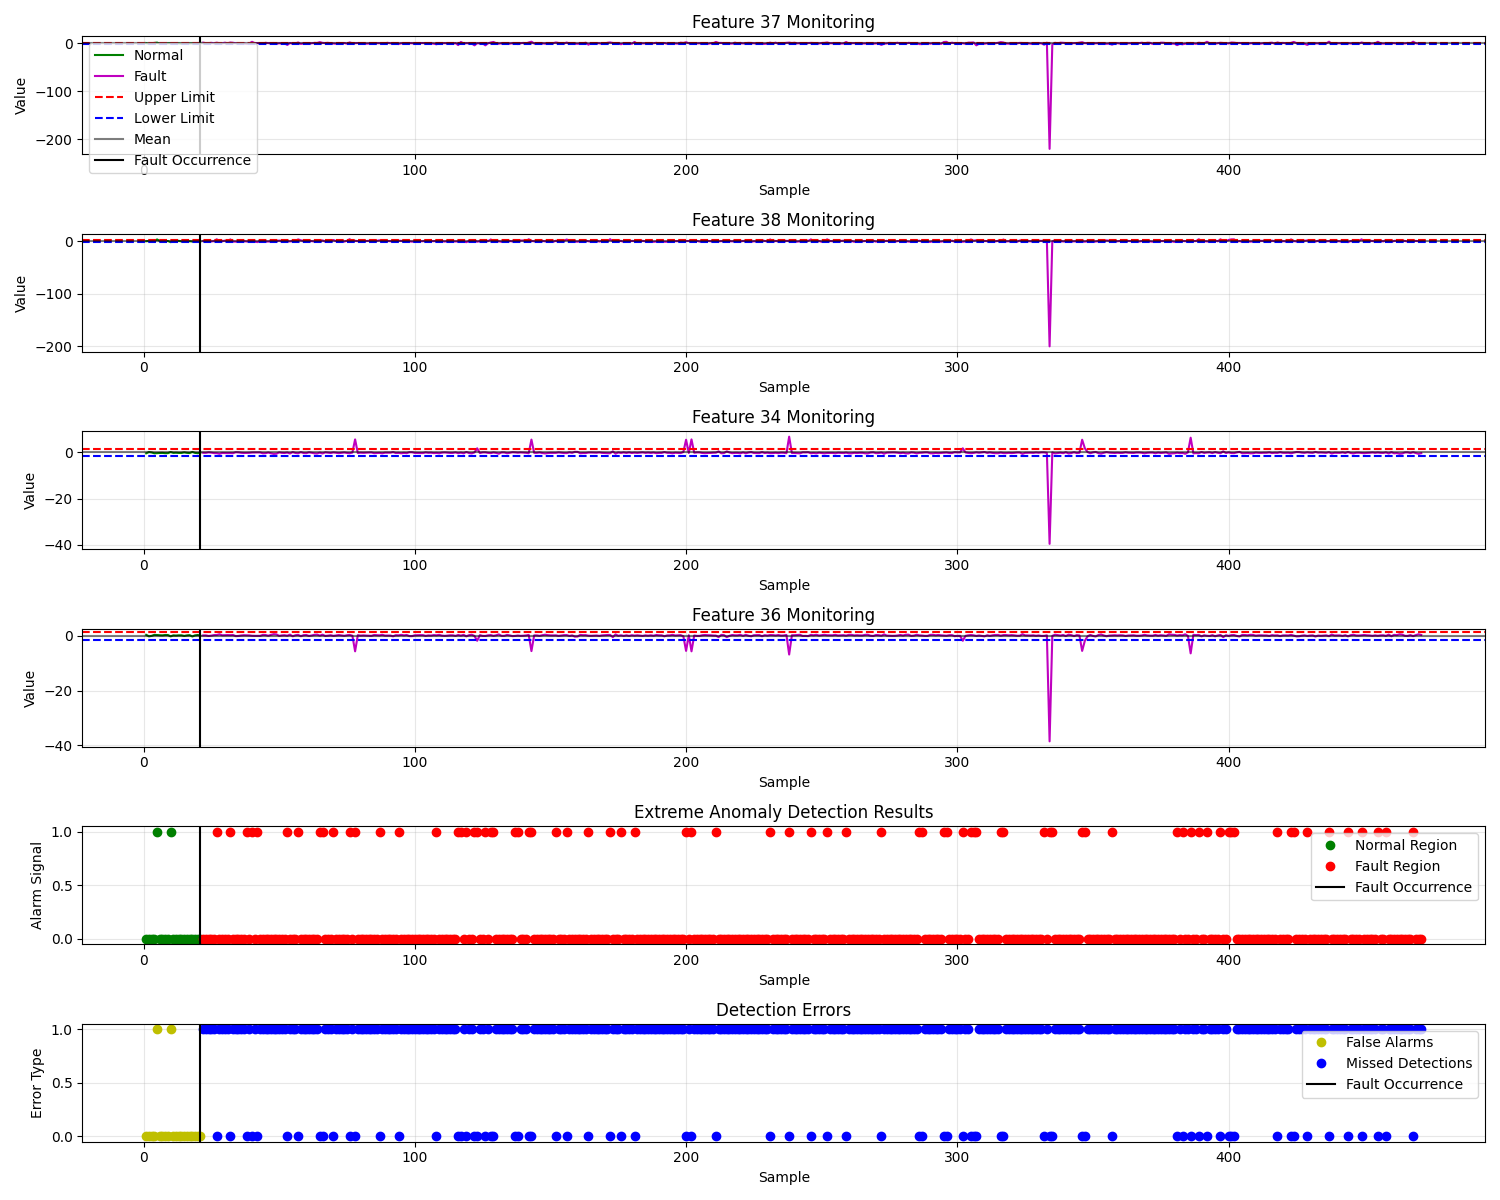 Feature 37 Monitoring
Value
0
−100
−200
Normal
Fault
Upper Limit
Lower Limit
Mean
Fault Occurrence
0 100 200 300 400
Sample
Feature 38 Monitoring
Value
0
−100
−200
0 100 200 300 400
Sample
Feature 34 Monitoring
Value
0
−20
−40
0 100 200 300 400
Sample
Feature 36 Monitoring
Value
0
−20
−40
0 100 200 300 400
Sample
Extreme Anomaly Detection Results
Alarm Signal
1.0
0.5
0.0
Normal Region
Fault Region
Fault Occurrence
0 100 200 300 400
Sample
Detection Errors
Error Type
1.0
0.5
0.0
False Alarms
Missed Detections
Fault Occurrence
0 100 200 300 400
Sample